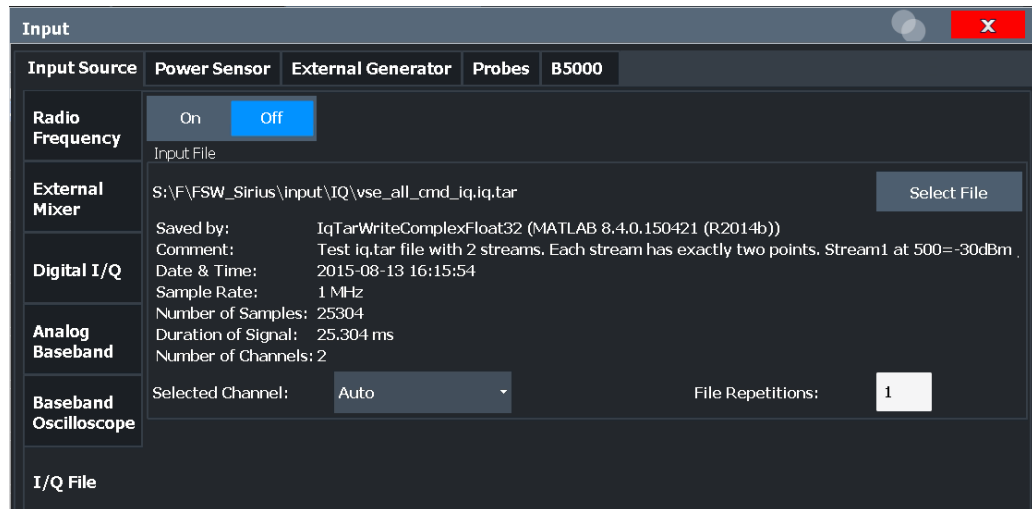 Input
X
Input Source Power Sensor External Generator Probes B5000
Radio Frequency
On Off
Input File
External Mixer
S:\F\FSW_Sirius\input\IQ\vse_all_cmd_iq.iq.tar
Select File
Saved by: IqTarWriteComplexFloat32 (MATLAB 8.4.0.150421 (R2014b))
Comment: Test iq.tar file with 2 streams. Each stream has exactly two points. Stream1 at 500=-30dBm
Digital I/Q
Date & Time: 2015-08-13 16:15:54
Sample Rate: 1 MHz
Number of Samples: 25304
Analog Baseband
Duration of Signal: 25.304 ms
Number of Channels: 2
Baseband Oscilloscope
Selected Channel: Auto
File Repetitions: 1
I/Q File